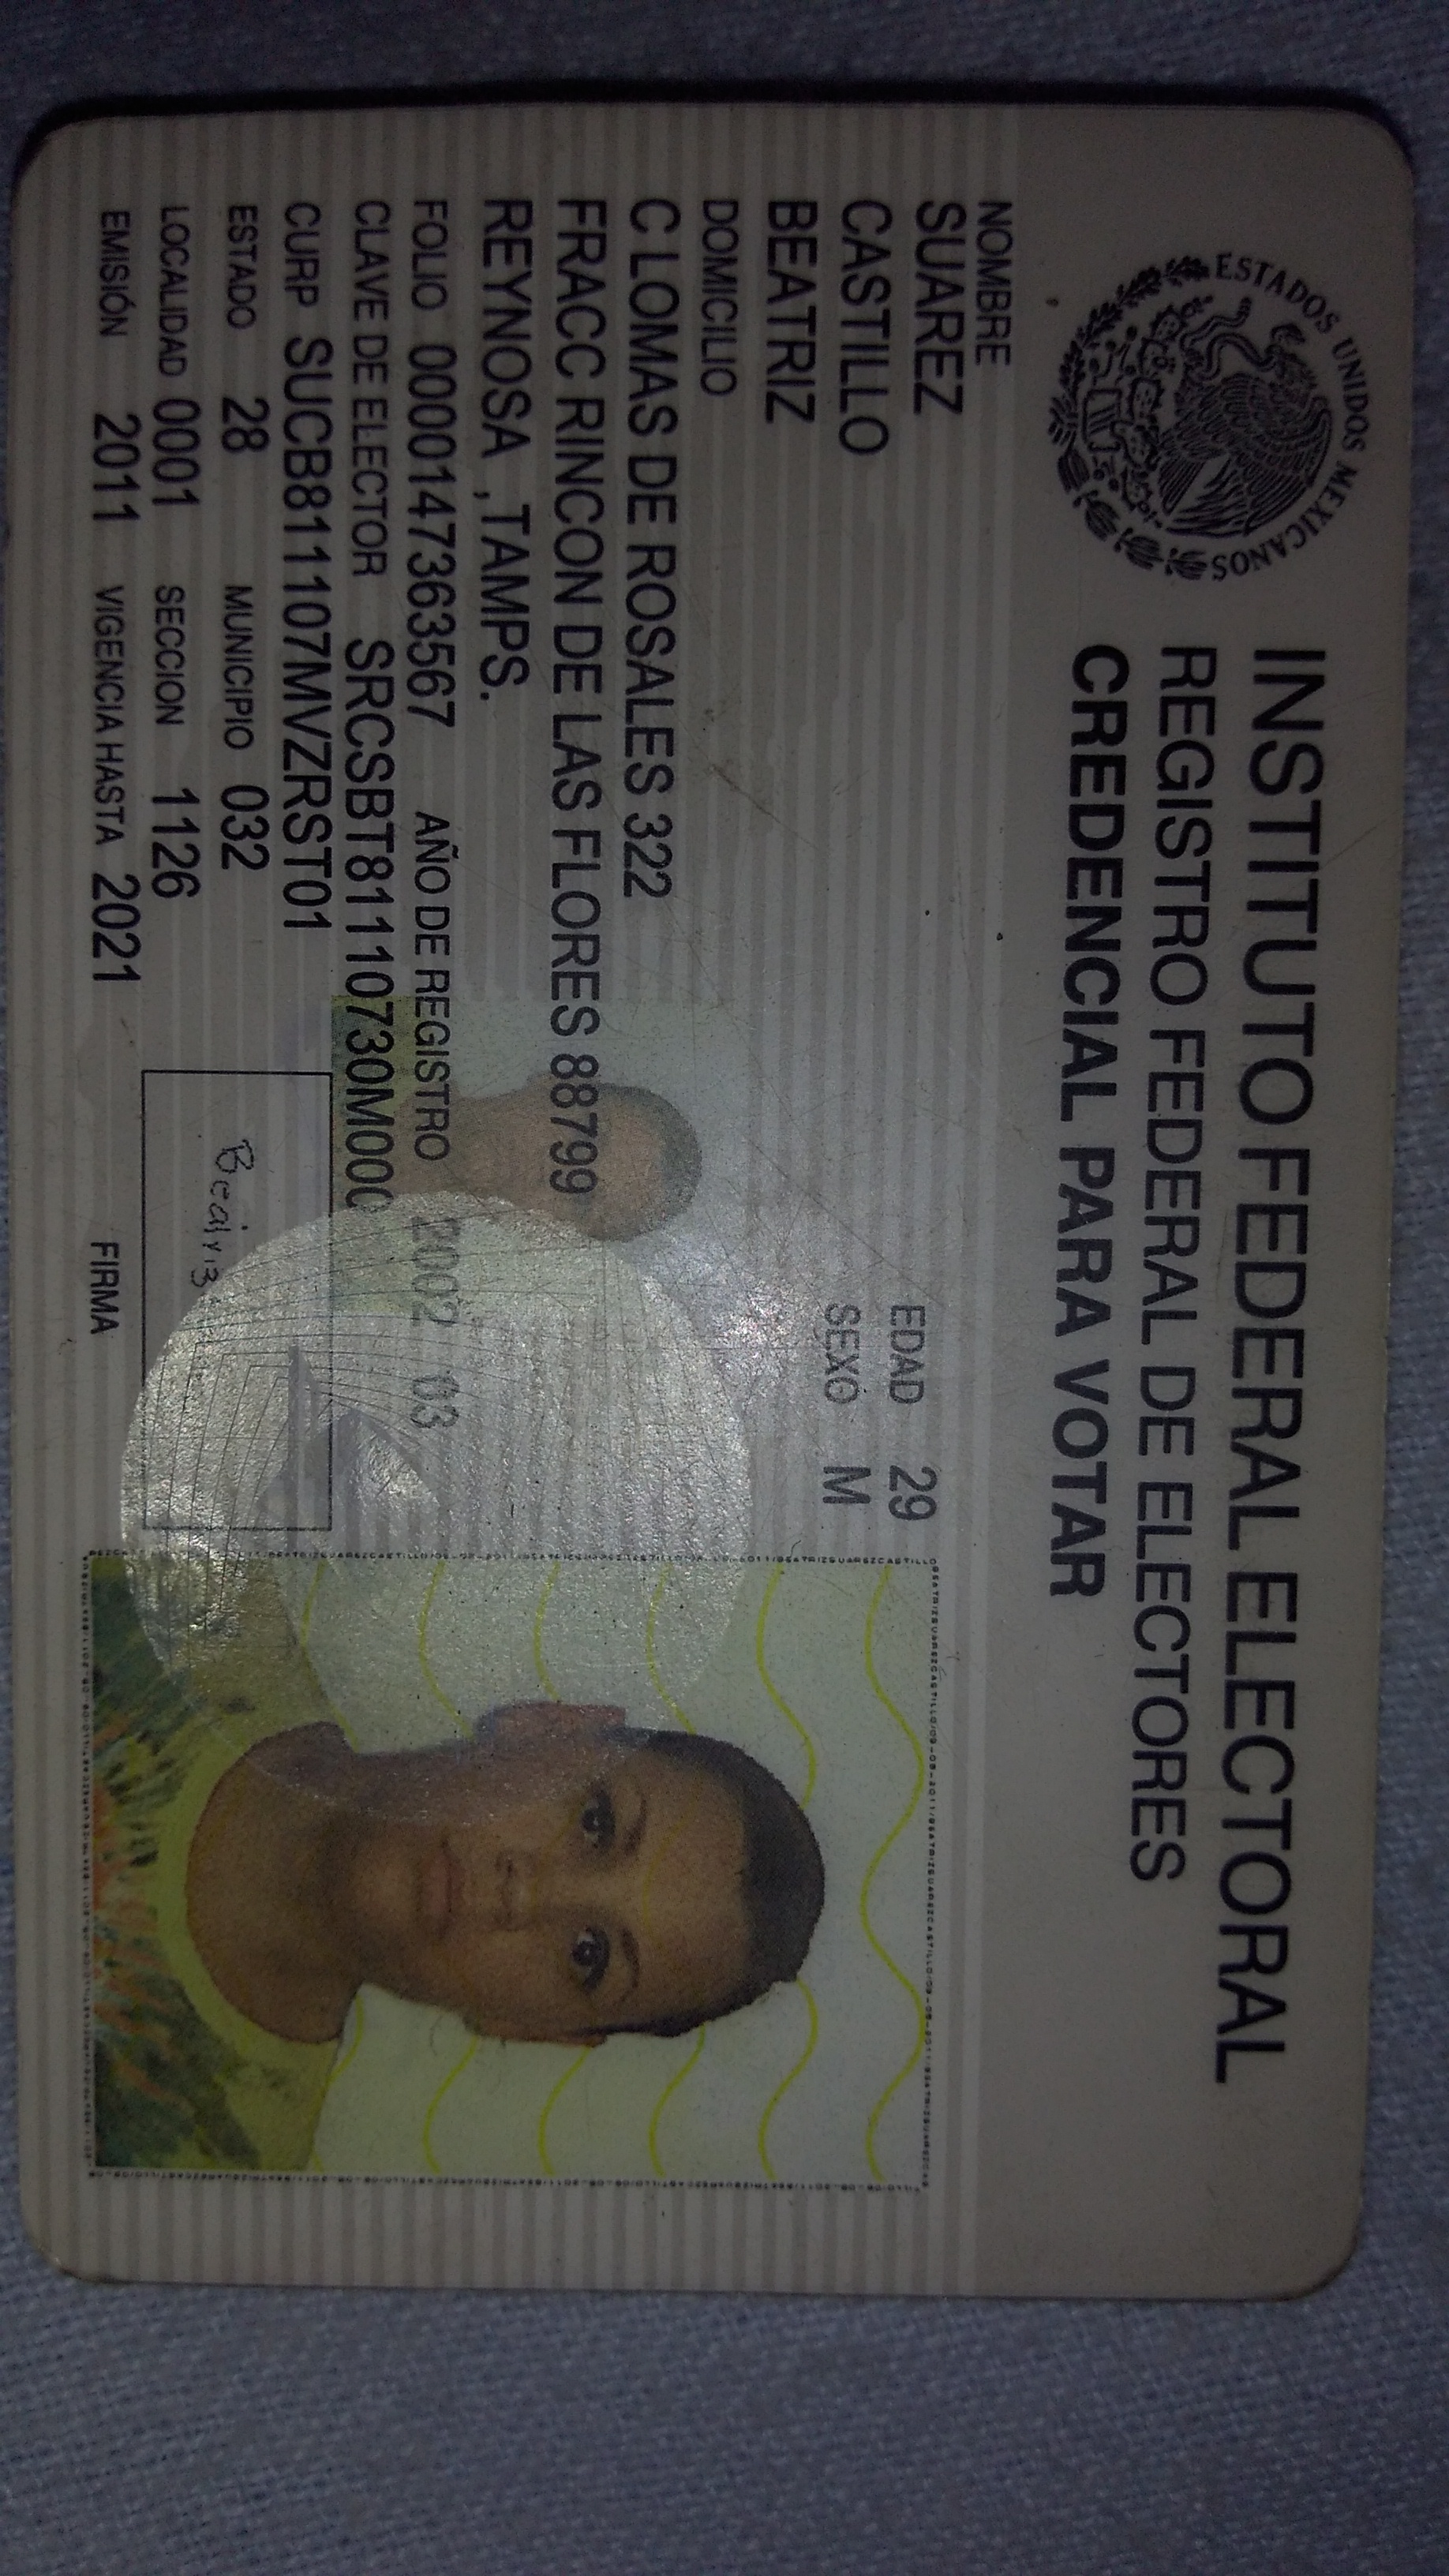 ESTADOS UNIDOS MEXICANOS
INSTITUTO FEDERAL ELECTORAL
REGISTRO FEDERAL DE ELECTORES
CREDENCIAL PARA VOTAR
NOMBRE
SUAREZ
CASTILLO
BEATRIZ
EDAD 29
SEXO M
DOMICILIO
C LOMAS DE ROSALES 322
FRACC RINCON DE LAS FLORES 88799
REYNOSA ,TAMPS.
FOLIO 0000147363567 AÑO DE REGISTRO 2002 03
CLAVE DE ELECTOR SRCSBT81110730M000
CURP SUCB811107MVZRST01
ESTADO 28 MUNICIPIO 032
LOCALIDAD 0001 SECCION 1126
EMISIÓN 2011 VIGENCIA HASTA 2021
FIRMA
Beatriz